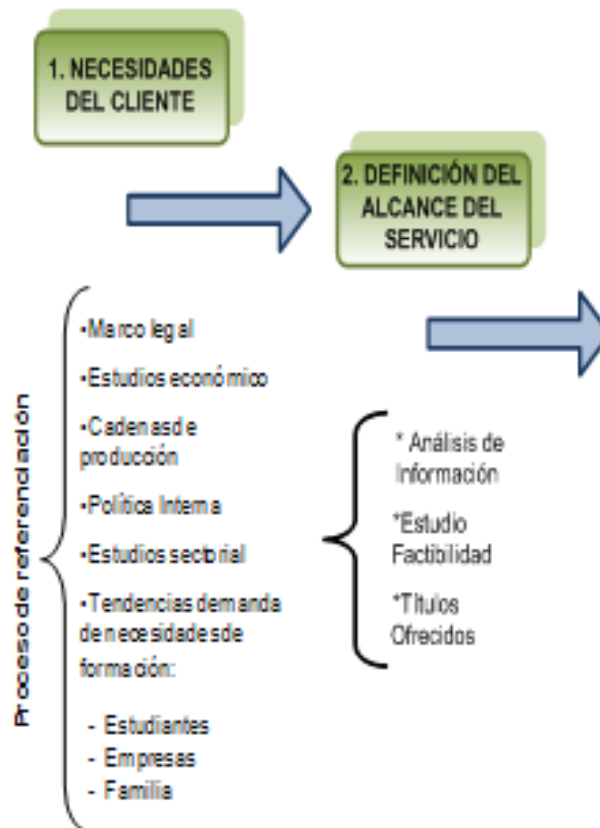 1. NECESIDADES
DEL CLIENTE
2. DEFINICIÓN DEL
ALCANCE DEL
SERVICIO
Proceso de referenciación
•Marco legal
•Estudios económico
•Cadenas de
producción
•Política Interna
•Estudios sectorial
•Tendencias demanda
de necesidades de
formación:
- Estudiantes
- Empresas
- Familia
* Análisis de
Información
*Estudio
Factibilidad
*Títulos
Ofrecidos